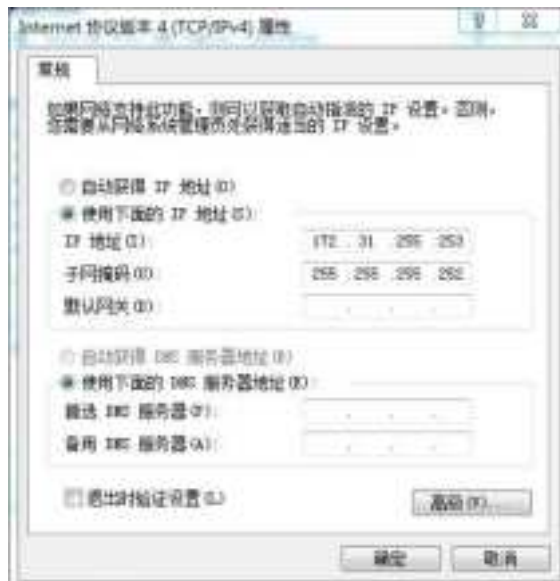 Internet 协议版本 4 (TCP/IPv4) 属性
常规
如果网络支持此功能，则可以获取自动指派的 IP 设置。否则，
您需要从网络系统管理员处获得适当的 IP 设置。
自动获得 IP 地址(O)
使用下面的 IP 地址(S):
IP 地址(I): 172 . 31 . 255 . 253
子网掩码(U): 255 . 255 . 255 . 252
默认网关(D): . . .
自动获得 DNS 服务器地址(B)
使用下面的 DNS 服务器地址(E):
首选 DNS 服务器(P): . . .
备用 DNS 服务器(A): . . .
退出时验证设置(L)
高级(V)...
确定 取消